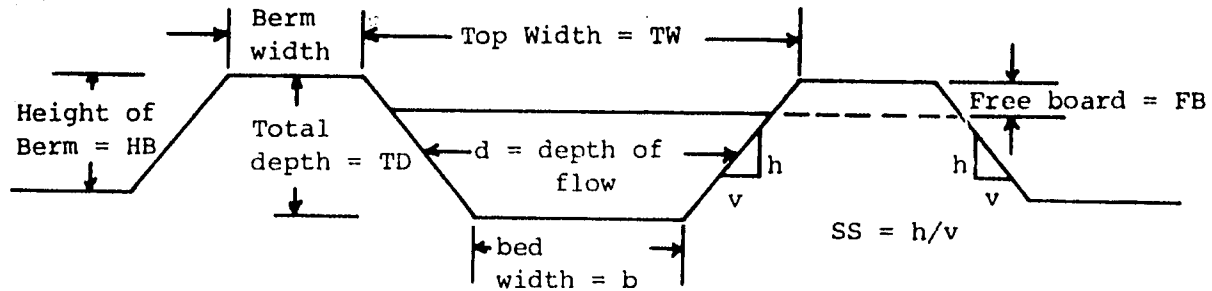 Berm
width
Top Width = TW
Height of
Berm = HB
Total
depth = TD
d = depth of
flow
Free board = FB
h
v
h
v
SS = h/v
bed
width = b